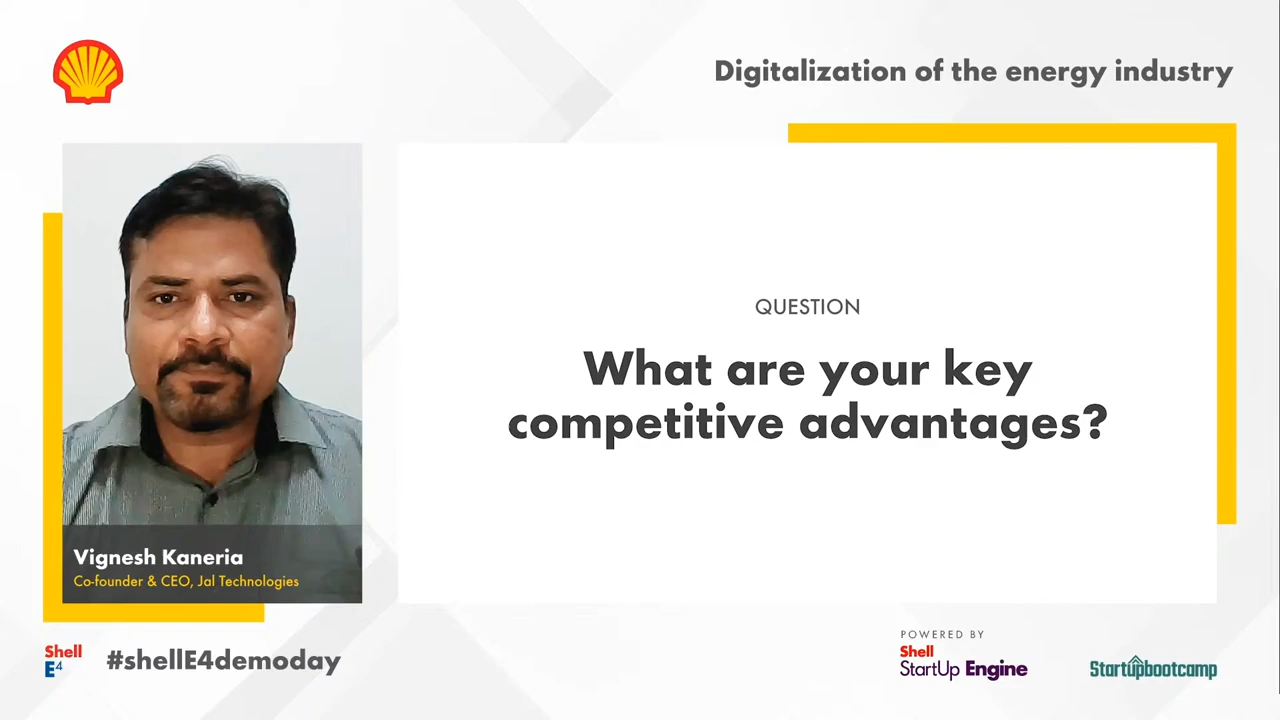 Digitalization of the energy industry
QUESTION
What are your key
competitive advantages?
Vignesh Kaneria
Co-founder & CEO, Jal Technologies
Shell
E4
#shellE4demoday
POWERED BY
Shell
StartUp Engine
Startupbootcamp